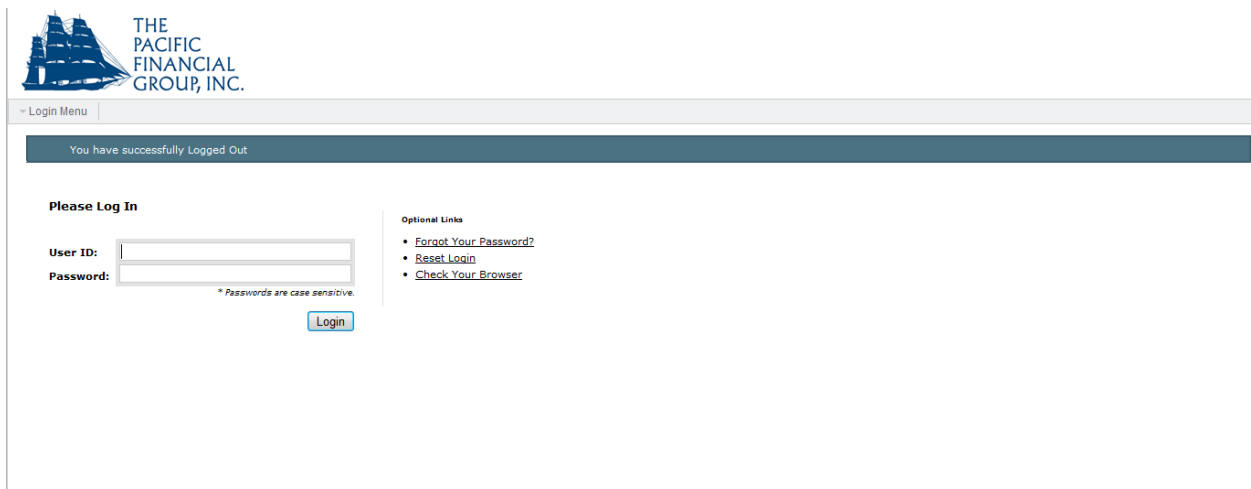 THE
PACIFIC
FINANCIAL
GROUP, INC.
Login Menu
You have successfully Logged Out
Please Log In
User ID:
Password:
* Passwords are case sensitive.
Login
Optional Links
• Forgot Your Password?
• Reset Login
• Check Your Browser